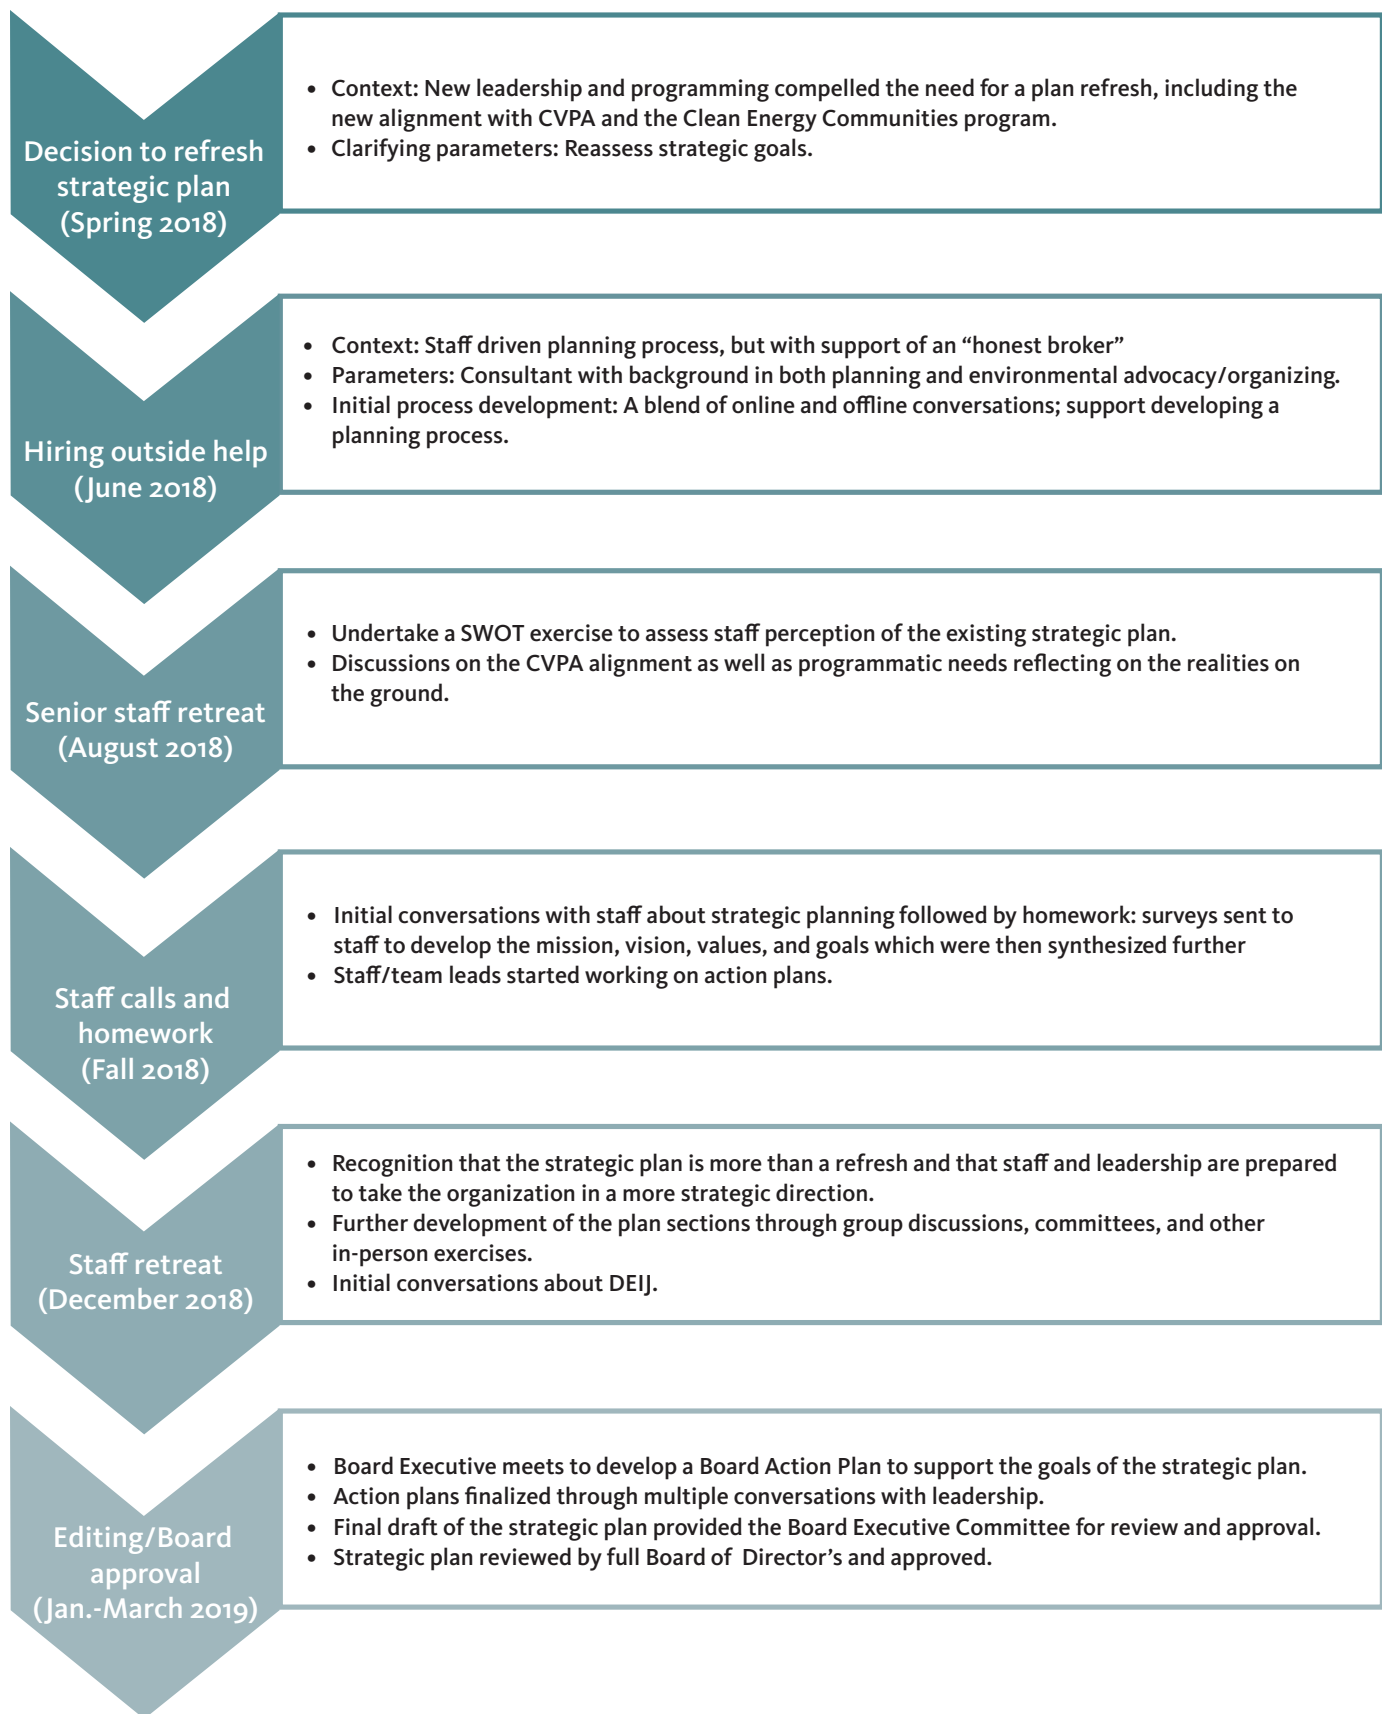 Decision to refresh
strategic plan
(Spring 2018)
• Context: New leadership and programming compelled the need for a plan refresh, including the
new alignment with CVPA and the Clean Energy Communities program.
• Clarifying parameters: Reassess strategic goals.
Hiring outside help
(June 2018)
• Context: Staff driven planning process, but with support of an “honest broker”
• Parameters: Consultant with background in both planning and environmental advocacy/organizing.
• Initial process development: A blend of online and offline conversations; support developing a
planning process.
Senior staff retreat
(August 2018)
• Undertake a SWOT exercise to assess staff perception of the existing strategic plan.
• Discussions on the CVPA alignment as well as programmatic needs reflecting on the realities on
the ground.
Staff calls and
homework
(Fall 2018)
• Initial conversations with staff about strategic planning followed by homework: surveys sent to
staff to develop the mission, vision, values, and goals which were then synthesized further
• Staff/team leads started working on action plans.
Staff retreat
(December 2018)
• Recognition that the strategic plan is more than a refresh and that staff and leadership are prepared
to take the organization in a more strategic direction.
• Further development of the plan sections through group discussions, committees, and other
in-person exercises.
• Initial conversations about DEIJ.
Editing/Board
approval
(Jan.-March 2019)
• Board Executive meets to develop a Board Action Plan to support the goals of the strategic plan.
• Action plans finalized through multiple conversations with leadership.
• Final draft of the strategic plan provided the Board Executive Committee for review and approval.
• Strategic plan reviewed by full Board of Director’s and approved.